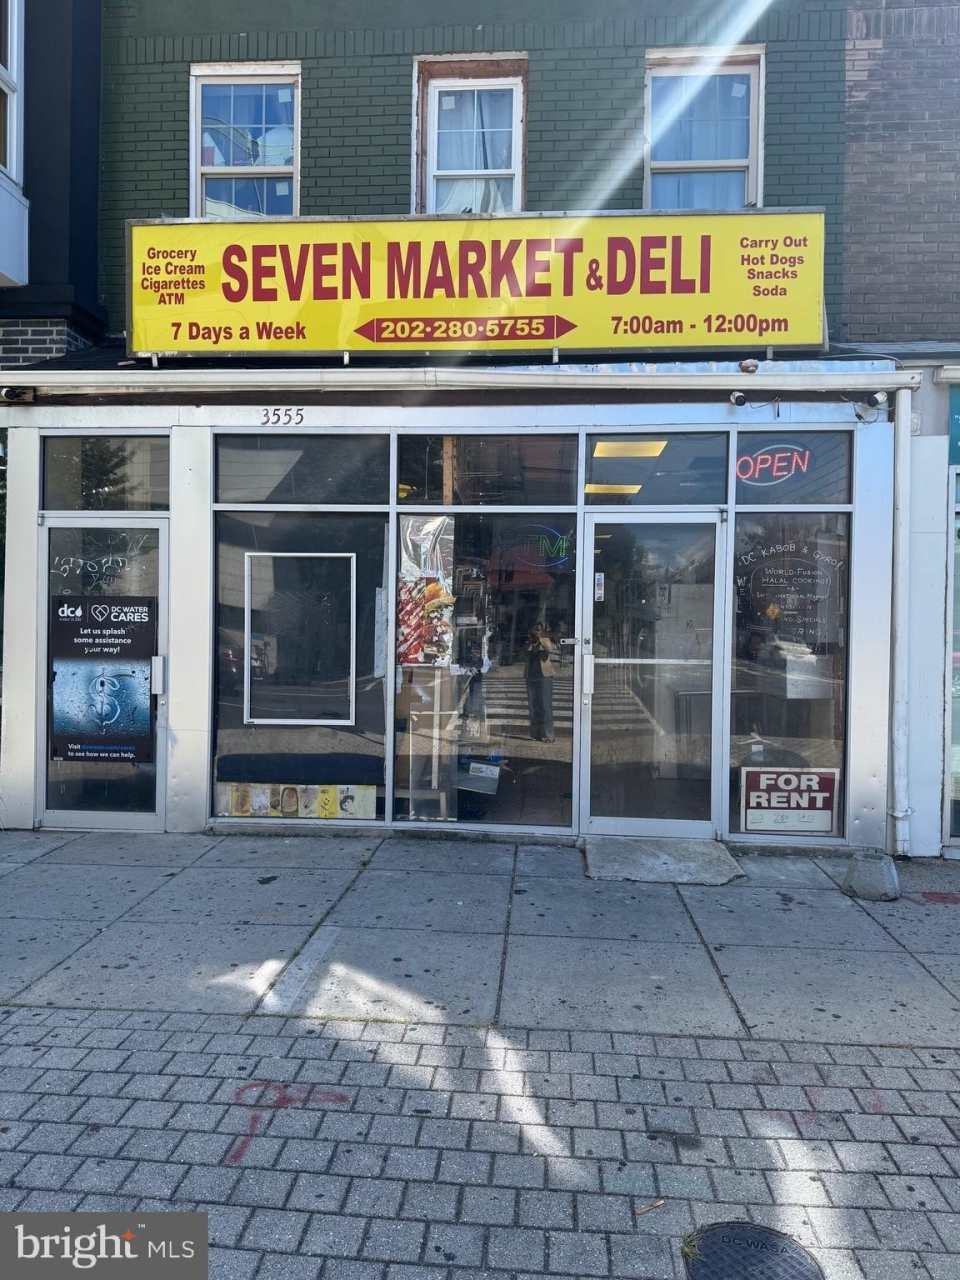 Grocery
Ice Cream
Cigarettes
ATM
SEVEN MARKET & DELI
Carry Out
Hot Dogs
Snacks
Soda
7 Days a Week
202·280·5755
7:00am - 12:00pm
3555
OPEN
DC KABOB & GYRO!
WORLD-FUSION
HALAL COOKING!
dc
DC WATER
CARES
Let us splash
some assistance
your way!
$
Visit
to see how we can help.
FOR
RENT
DC WASA
bright MLS